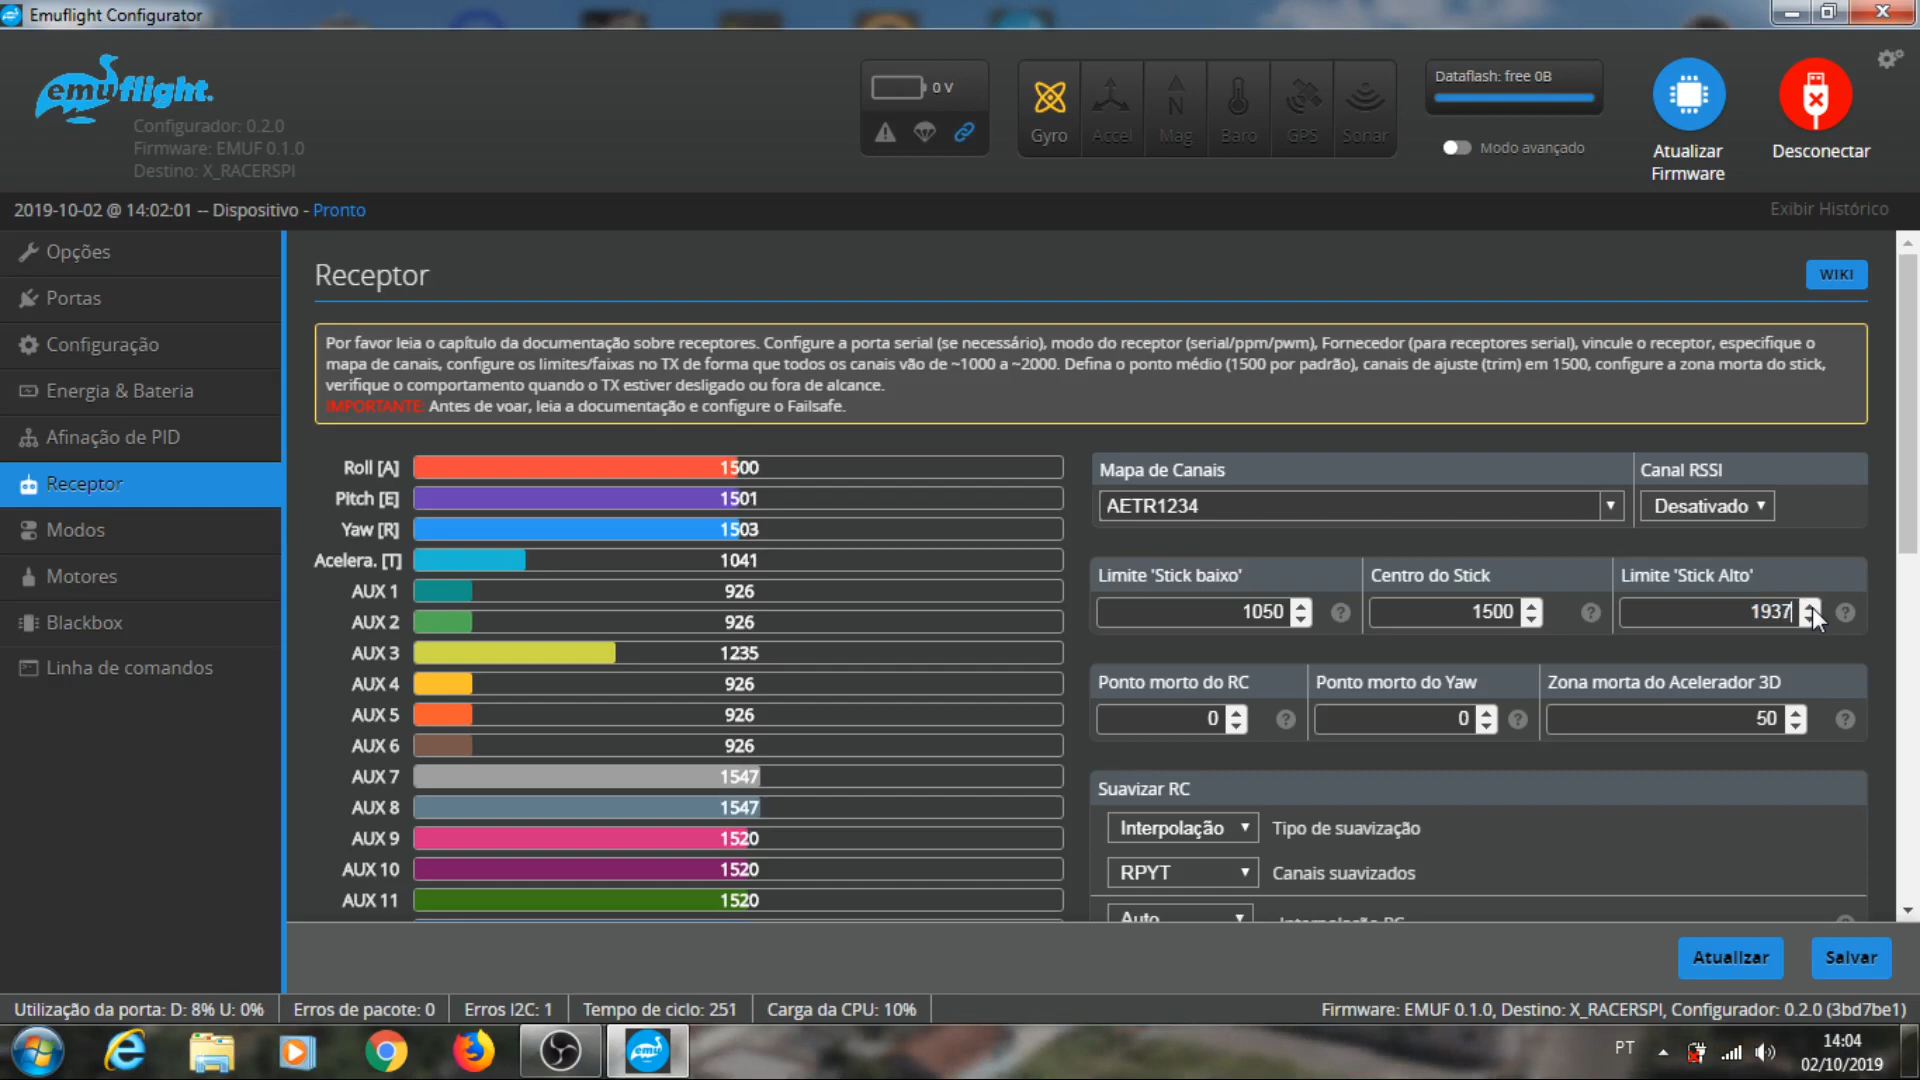 Emuflight Configurator
emuflight.
Configurador: 0.2.0
Firmware: EMUF 0.1.0
Destino: X_RACERSPI
0 V
Gyro
Accel
Mag
Baro
GPS
Sonar
Dataflash: free 0B
Modo avançado
Atualizar
Firmware
Desconectar
2019-10-02 @ 14:02:01 -- Dispositivo - Pronto
Exibir Histórico
Opções
Portas
Configuração
Energia & Bateria
Afinação de PID
Receptor
Modos
Motores
Blackbox
Linha de comandos
Receptor
WIKI
Por favor leia o capítulo da documentação sobre receptores. Configure a porta serial (se necessário), modo do receptor (serial/ppm/pwm), Fornecedor (para receptores serial), vincule o receptor, especifique o
mapa de canais, configure os limites/faixas no TX de forma que todos os canais vão de ~1000 a ~2000. Defina o ponto médio (1500 por padrão), canais de ajuste (trim) em 1500, configure a zona morta do stick,
verifique o comportamento quando o TX estiver desligado ou fora de alcance.
IMPORTANTE: Antes de voar, leia a documentação e configure o Failsafe.
Roll [A] 1500
Pitch [E] 1501
Yaw [R] 1503
Acelera. [T] 1041
AUX 1 926
AUX 2 926
AUX 3 1235
AUX 4 926
AUX 5 926
AUX 6 926
AUX 7 1547
AUX 8 1547
AUX 9 1520
AUX 10 1520
AUX 11 1520
Mapa de Canais
Canal RSSI
AETR1234
Desativado
Limite 'Stick baixo'
Centro do Stick
Limite 'Stick Alto'
1050
1500
1937
Ponto morto do RC
Ponto morto do Yaw
Zona morta do Acelerador 3D
0
0
50
Suavizar RC
Interpolação
Tipo de suavização
RPYT
Canais suavizados
Auto
Interpolação RC
Atualizar
Salvar
Utilização da porta: D: 8% U: 0%
Erros de pacote: 0
Erros I2C: 1
Tempo de ciclo: 251
Carga da CPU: 10%
Firmware: EMUF 0.1.0, Destino: X_RACERSPI, Configurador: 0.2.0 (3bd7be1)
emu
PT
14:04
02/10/2019